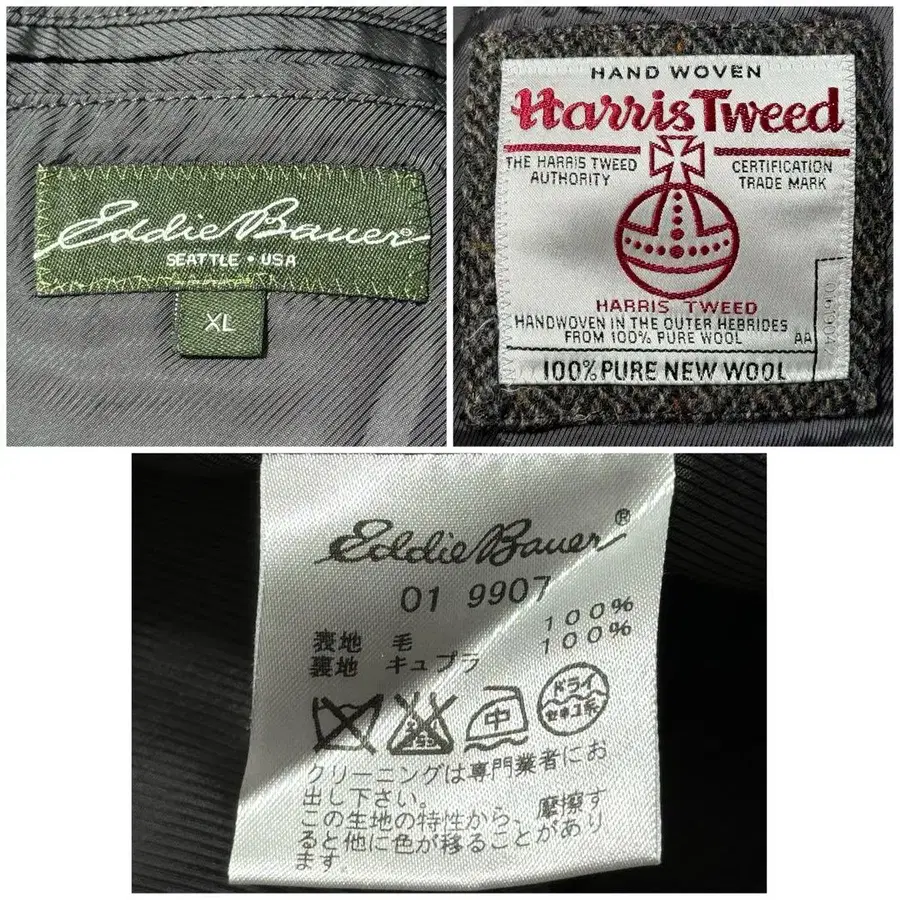 Eddie Bauer®
SEATTLE • USA
XL
HAND WOVEN
Harris Tweed
THE HARRIS TWEED
AUTHORITY
CERTIFICATION
TRADE MARK
HARRIS TWEED
HANDWOVEN IN THE OUTER HEBRIDES
FROM 100% PURE WOOL
AA
100% PURE NEW WOOL
Eddie Bauer®
01 9907
表地 毛 100%
裏地 キュプラ 100%
中
ドライ
セキユ系
クリーニングは専門業者にお
出し下さい。
この生地の特性から、摩擦す
ると他に色が移ることがあり
ます。